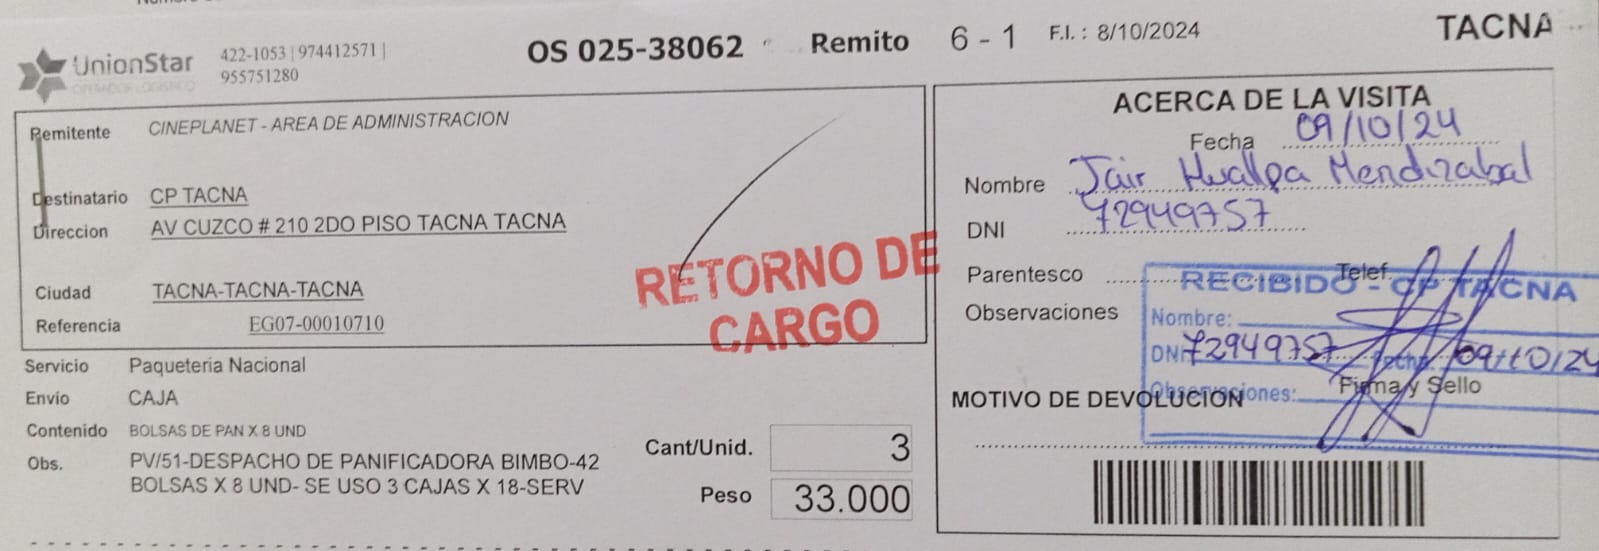 UnionStar
OPERADOR LOGISTICO
422-1053 | 974412571 |
955751280
OS 025-38062 Remito 6 - 1 F.I. : 8/10/2024 TACNA
Remitente CINEPLANET - AREA DE ADMINISTRACION
Destinatario CP TACNA
Direccion AV CUZCO # 210 2DO PISO TACNA TACNA
Ciudad TACNA-TACNA-TACNA
Referencia EG07-00010710
RETORNO DE
CARGO
Servicio Paqueteria Nacional
Envio CAJA
Contenido BOLSAS DE PAN X 8 UND
Obs. PV/51-DESPACHO DE PANIFICADORA BIMBO-42
BOLSAS X 8 UND- SE USO 3 CAJAS X 18-SERV
Cant/Unid. 3
Peso 33.000
ACERCA DE LA VISITA
Fecha 09/10/24
Nombre Jair Hualpa Mendizabal
DNI 72949757
Parentesco Telef.
Observaciones
RECIBIDO - CP TACNA
Nombre:
DNI 72949757 Fecha 09/10/24
Observaciones:
Firma y Sello
MOTIVO DE DEVOLUCION